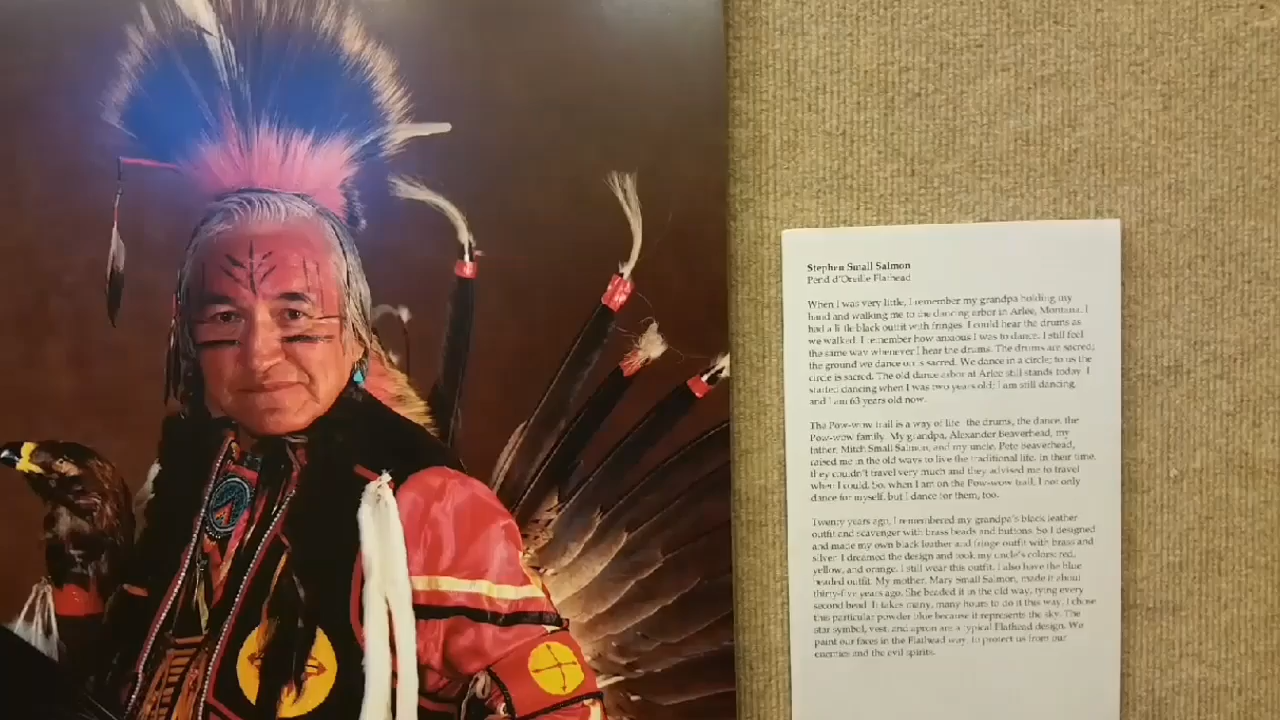 Stephen Small Salmon
Pend d'Orville Flathead
When I was very little, I remember my grandpa holding my
hand and walking me to the dancing arbor in Arlee, Montana. I
had a little black outfit with fringes. I could hear the drums as
we walked. I remember how anxious I was to dance. I still feel
the same way whenever I hear the drums. The drums are sacred;
the ground we dance on is sacred. We dance in a circle; to us the
circle is sacred. The old dance arbor at Arlee still stands today. I
started dancing when I was two years old; I am still dancing,
and I am 63 years old now.
The Pow-wow trail is a way of life the drums, the dance, the
Pow-wow family. My grandpa, Alexander Beaverhead, my
father, Mitch Small Salmon, and my uncle, Pete Beaverhead,
raised me in the old ways to live the traditional life. In their time,
they couldn't travel very much and they advised me to travel
when I could. So, when I am on the Pow-wow trail, I not only
dance for myself, but I dance for them, too.
Twenty years ago, I remembered my grandpa's black leather
outfit and scavenger with brass beads and buttons. So I designed
and made my own black leather and fringe outfit with brass and
silver. I dreamed the design and took my uncle's colors: red,
yellow, and orange. I still wear this outfit. I also have the blue
beaded outfit. My mother, Mary Small Salmon, made it about
thirty-five years ago. She beaded it in the old way, tying every
second bead. It takes many, many hours to do it this way. I chose
this particular powder blue because it represents the sky. The
star symbol, vest, and apron are a typical Flathead design. We
paint our faces in the Flathead way, to protect us from our
enemies and the evil spirits.